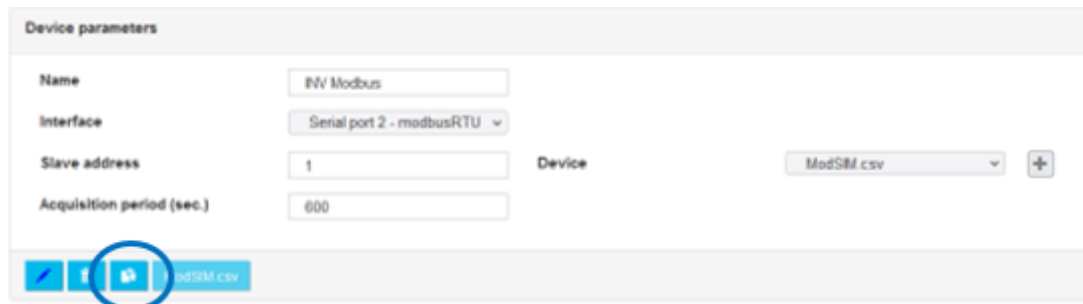 Device parameters
Name INV Modbus
Interface Serial port 2 - modbusRTU
Slave address 1 Device ModSIM.csv
Acquisition period (sec.) 600
ModSIM.csv